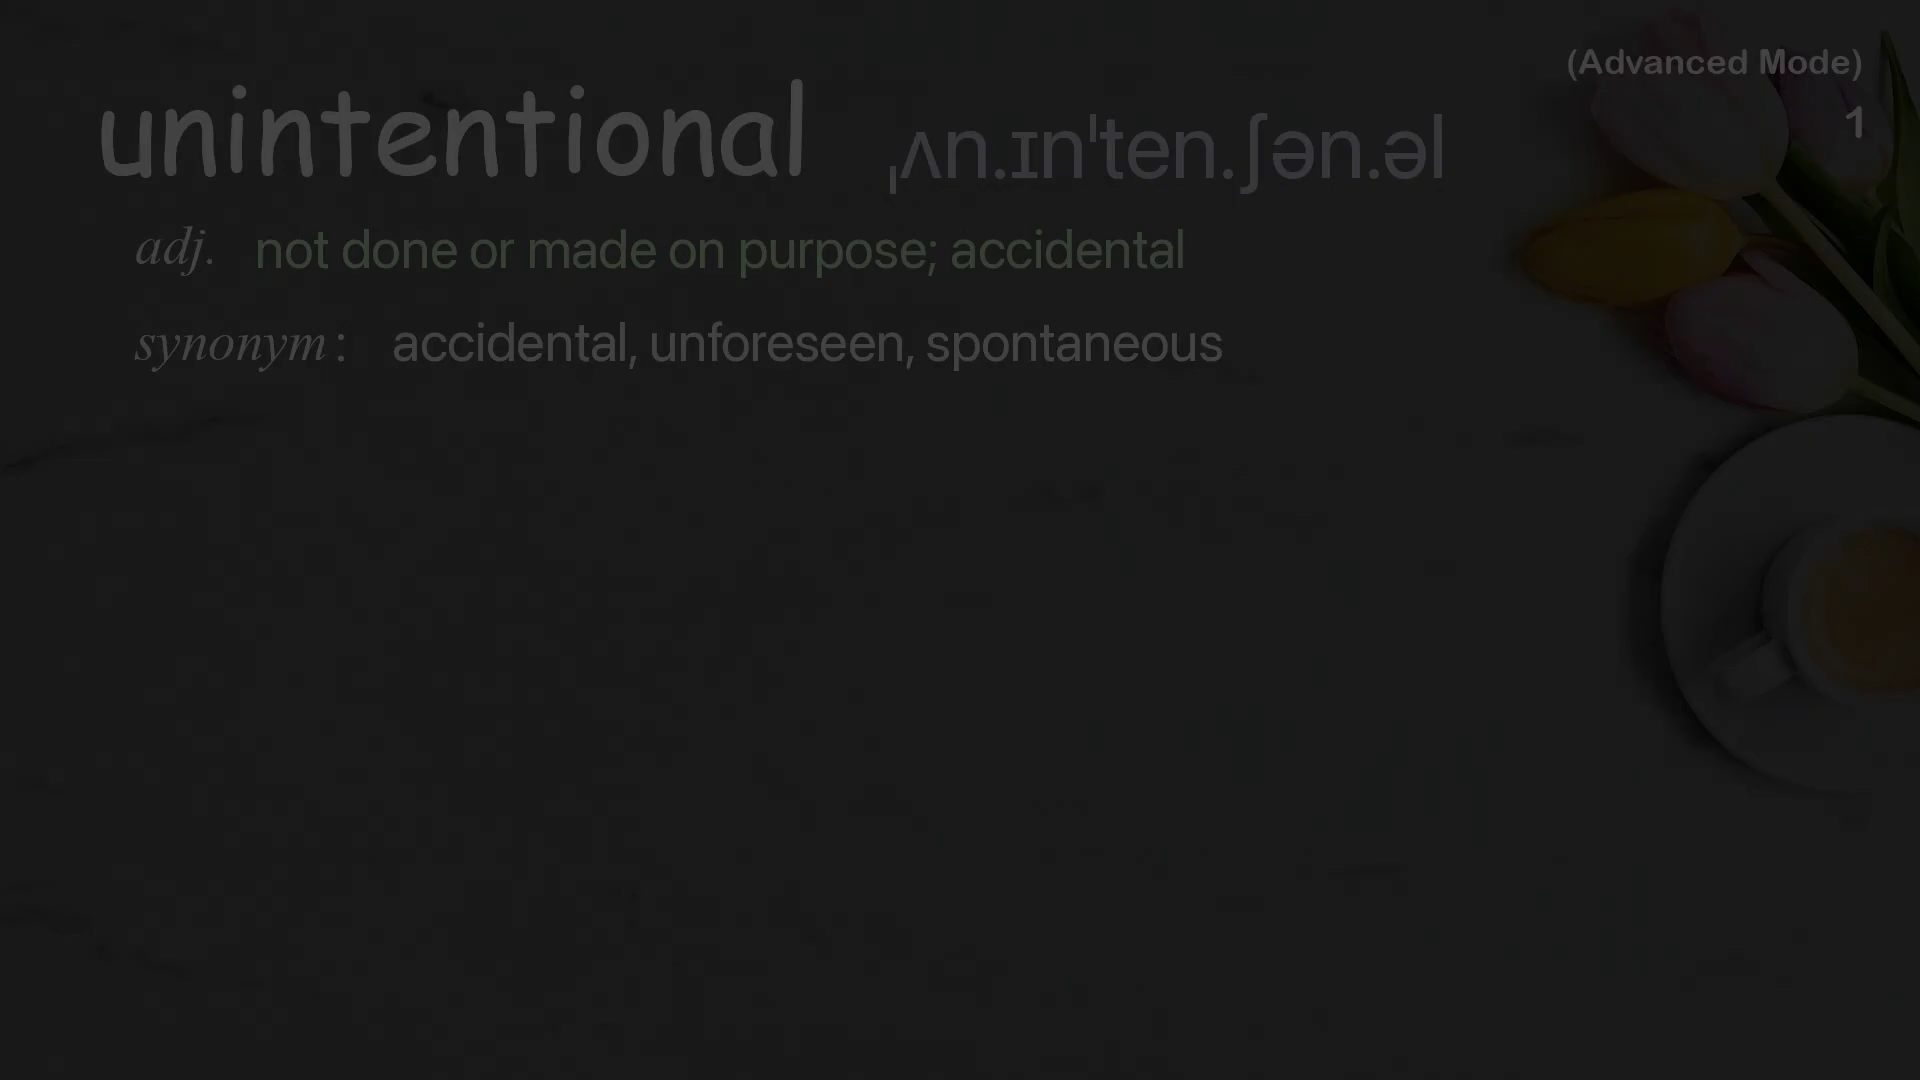 (Advanced Mode)
unintentional ˌʌn.ɪnˈten.ʃən.əl
1
adj. not done or made on purpose; accidental
synonym: accidental, unforeseen, spontaneous